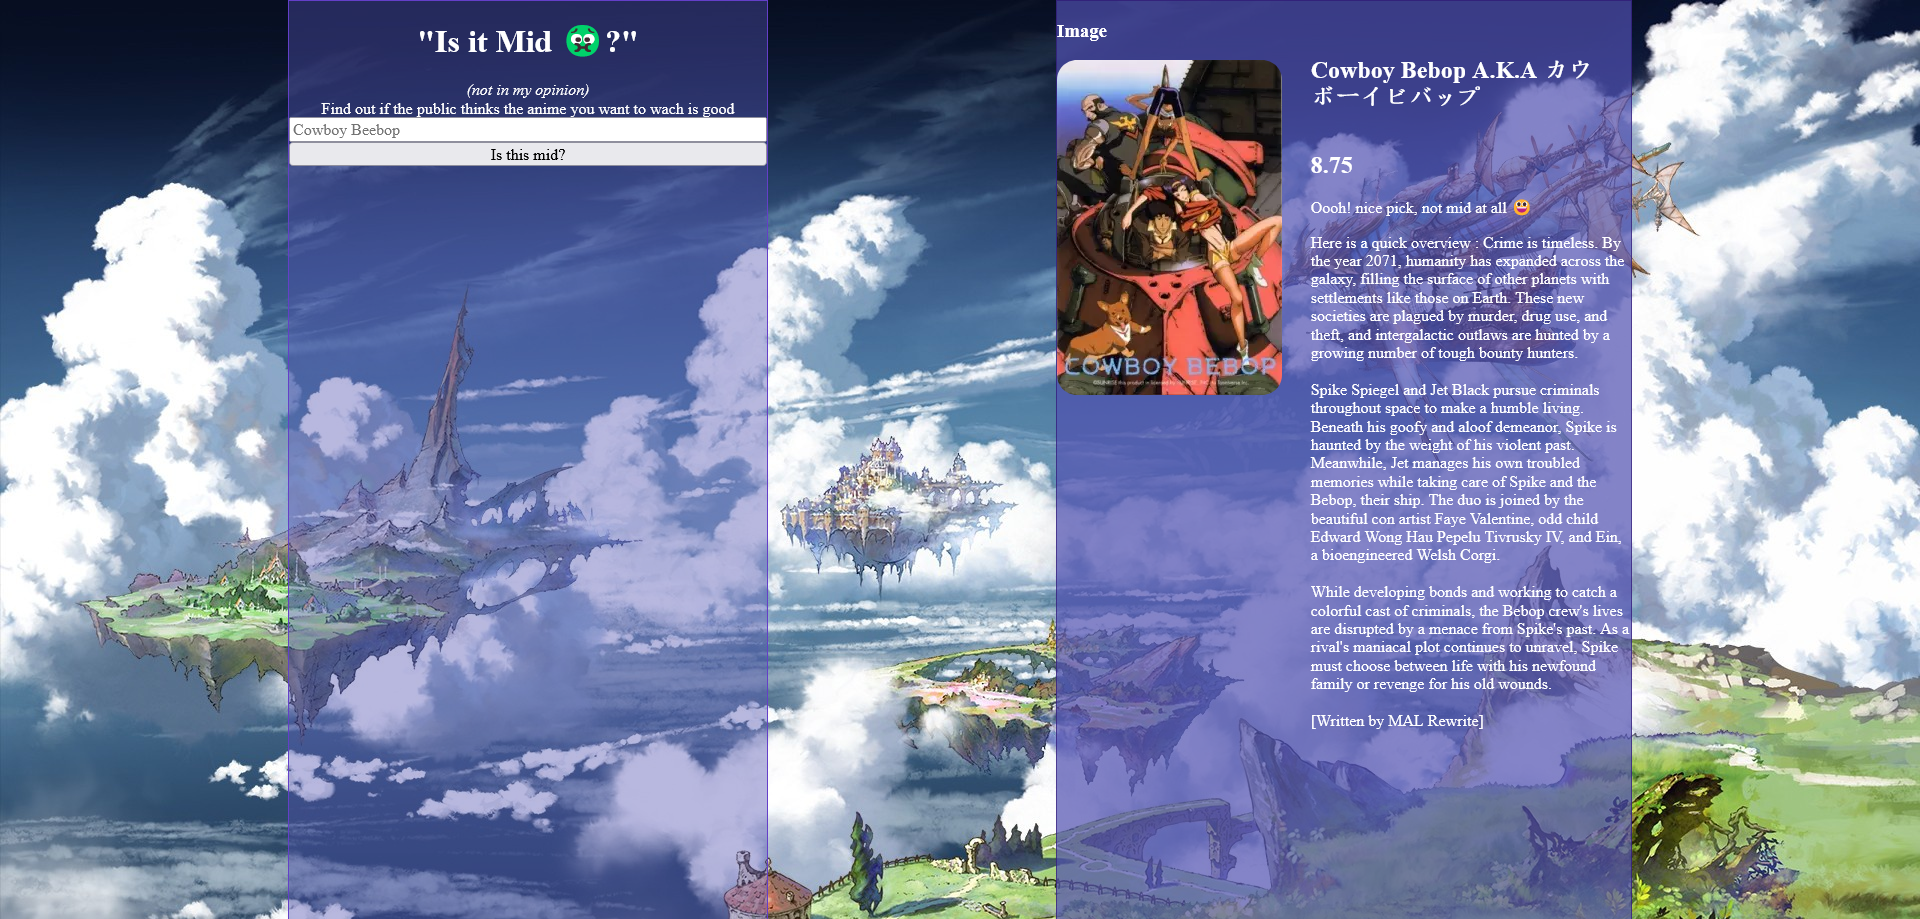 "Is it Mid 🤢?"
(not in my opinion)
Find out if the public thinks the anime you want to wach is good
Cowboy Beebop
Is this mid?
Image
COWBOY BEBOP
Cowboy Bebop A.K.A カウ
ボーイビバップ
8.75
Oooh! nice pick, not mid at all 😀
Here is a quick overview : Crime is timeless. By
the year 2071, humanity has expanded across the
galaxy, filling the surface of other planets with
settlements like those on Earth. These new
societies are plagued by murder, drug use, and
theft, and intergalactic outlaws are hunted by a
growing number of tough bounty hunters.
Spike Spiegel and Jet Black pursue criminals
throughout space to make a humble living.
Beneath his goofy and aloof demeanor, Spike is
haunted by the weight of his violent past.
Meanwhile, Jet manages his own troubled
memories while taking care of Spike and the
Bebop, their ship. The duo is joined by the
beautiful con artist Faye Valentine, odd child
Edward Wong Hau Pepelu Tivrusky IV, and Ein,
a bioengineered Welsh Corgi.
While developing bonds and working to catch a
colorful cast of criminals, the Bebop crew's lives
are disrupted by a menace from Spike's past. As a
rival's maniacal plot continues to unravel, Spike
must choose between life with his newfound
family or revenge for his old wounds.
[Written by MAL Rewrite]